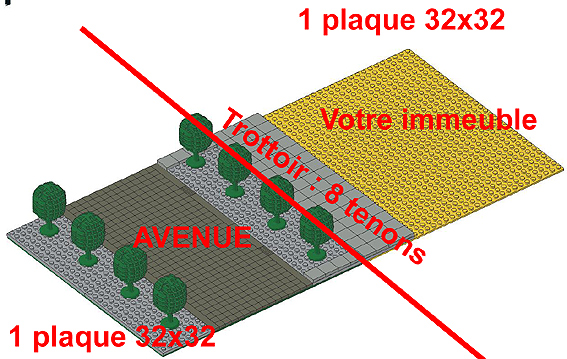 1 plaque 32x32
Votre immeuble
Trottoir : 8 tenons
AVENUE
1 plaque 32x32